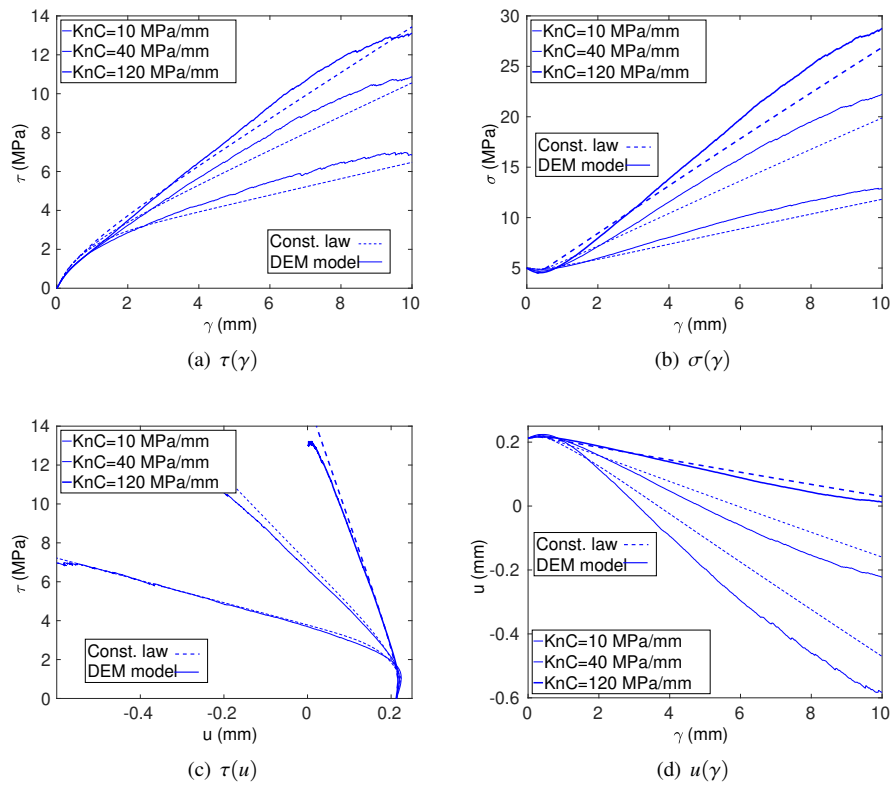 14
12
10
8
6
4
2
0
τ (MPa)
KnC=10 MPa/mm
KnC=40 MPa/mm
KnC=120 MPa/mm
Const. law
DEM model
0 2 4 6 8 10
γ (mm)
(a) τ(γ)
30
25
20
15
10
5
σ (MPa)
KnC=10 MPa/mm
KnC=40 MPa/mm
KnC=120 MPa/mm
Const. law
DEM model
0 2 4 6 8 10
γ (mm)
(b) σ(γ)
14
12
10
8
6
4
2
0
τ (MPa)
KnC=10 MPa/mm
KnC=40 MPa/mm
KnC=120 MPa/mm
Const. law
DEM model
-0.4 -0.2 0 0.2
u (mm)
(c) τ(u)
0.2
0
-0.2
-0.4
-0.6
u (mm)
Const. law
DEM model
KnC=10 MPa/mm
KnC=40 MPa/mm
KnC=120 MPa/mm
0 2 4 6 8 10
γ (mm)
(d) u(γ)